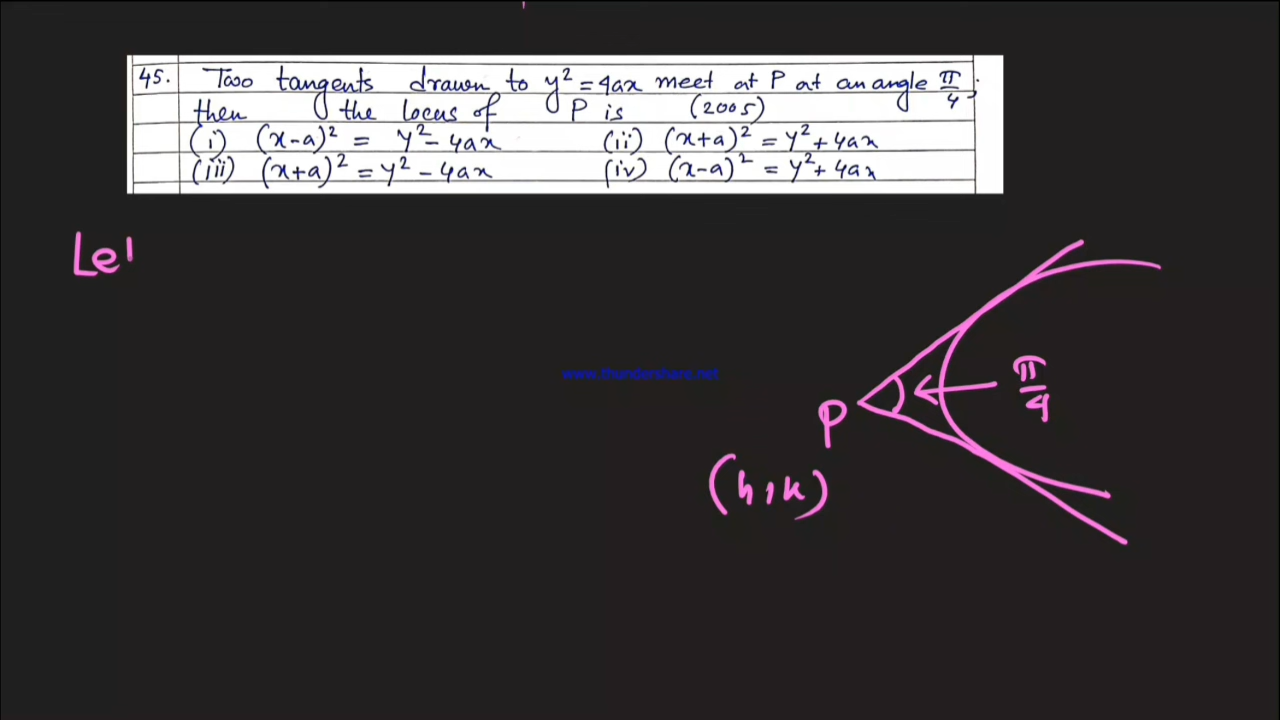 45. Two tangents drawn to y² = 4ax meet at P at an angle π/4,
then the locus of P is (2005)
(i) (x-a)² = y² - 4ax (ii) (x+a)² = y² + 4ax
(iii) (x+a)² = y² - 4ax (iv) (x-a)² = y² + 4ax
Let
π/4
P
(h,k)
www.thundershare.net